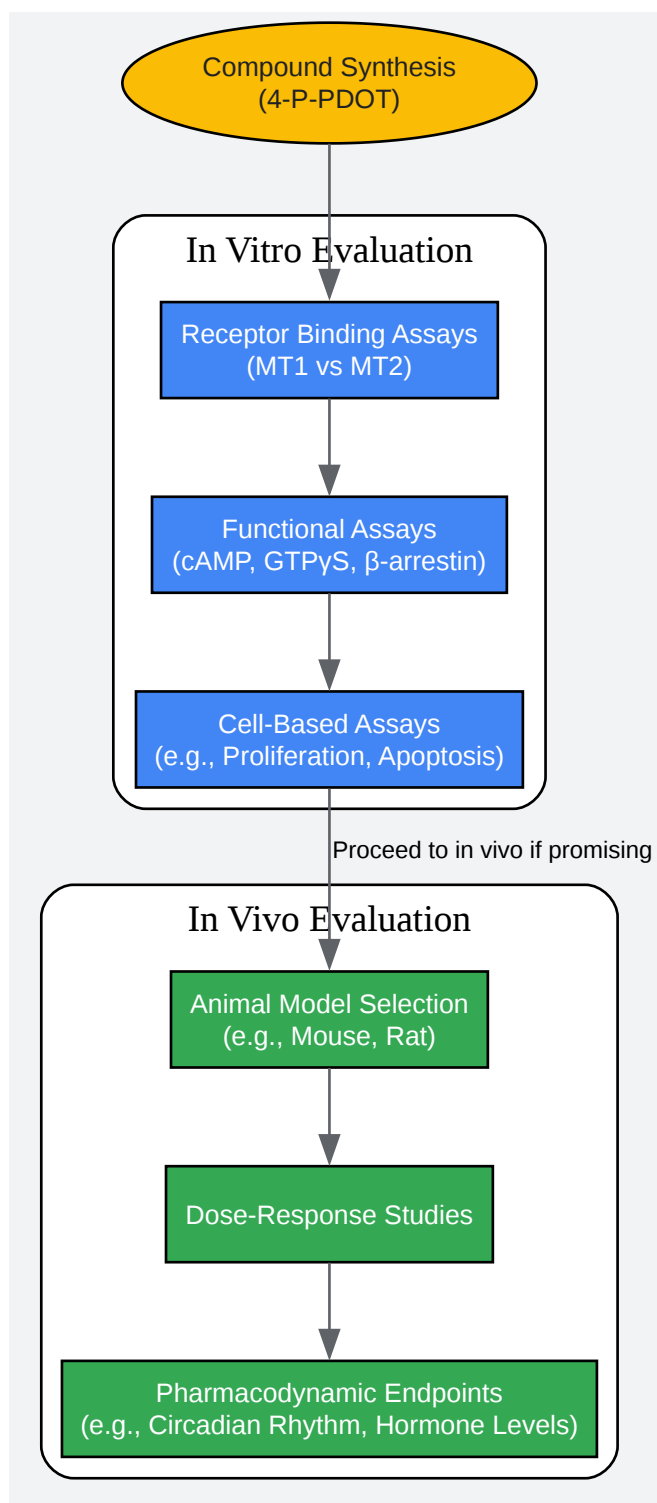 Compound Synthesis
(4-P-PDOT)
In Vitro Evaluation
Receptor Binding Assays
(MT1 vs MT2)
Functional Assays
(cAMP, GTPγS, β-arrestin)
Cell-Based Assays
(e.g., Proliferation, Apoptosis)
Proceed to in vivo if promising
In Vivo Evaluation
Animal Model Selection
(e.g., Mouse, Rat)
Dose-Response Studies
Pharmacodynamic Endpoints
(e.g., Circadian Rhythm, Hormone Levels)